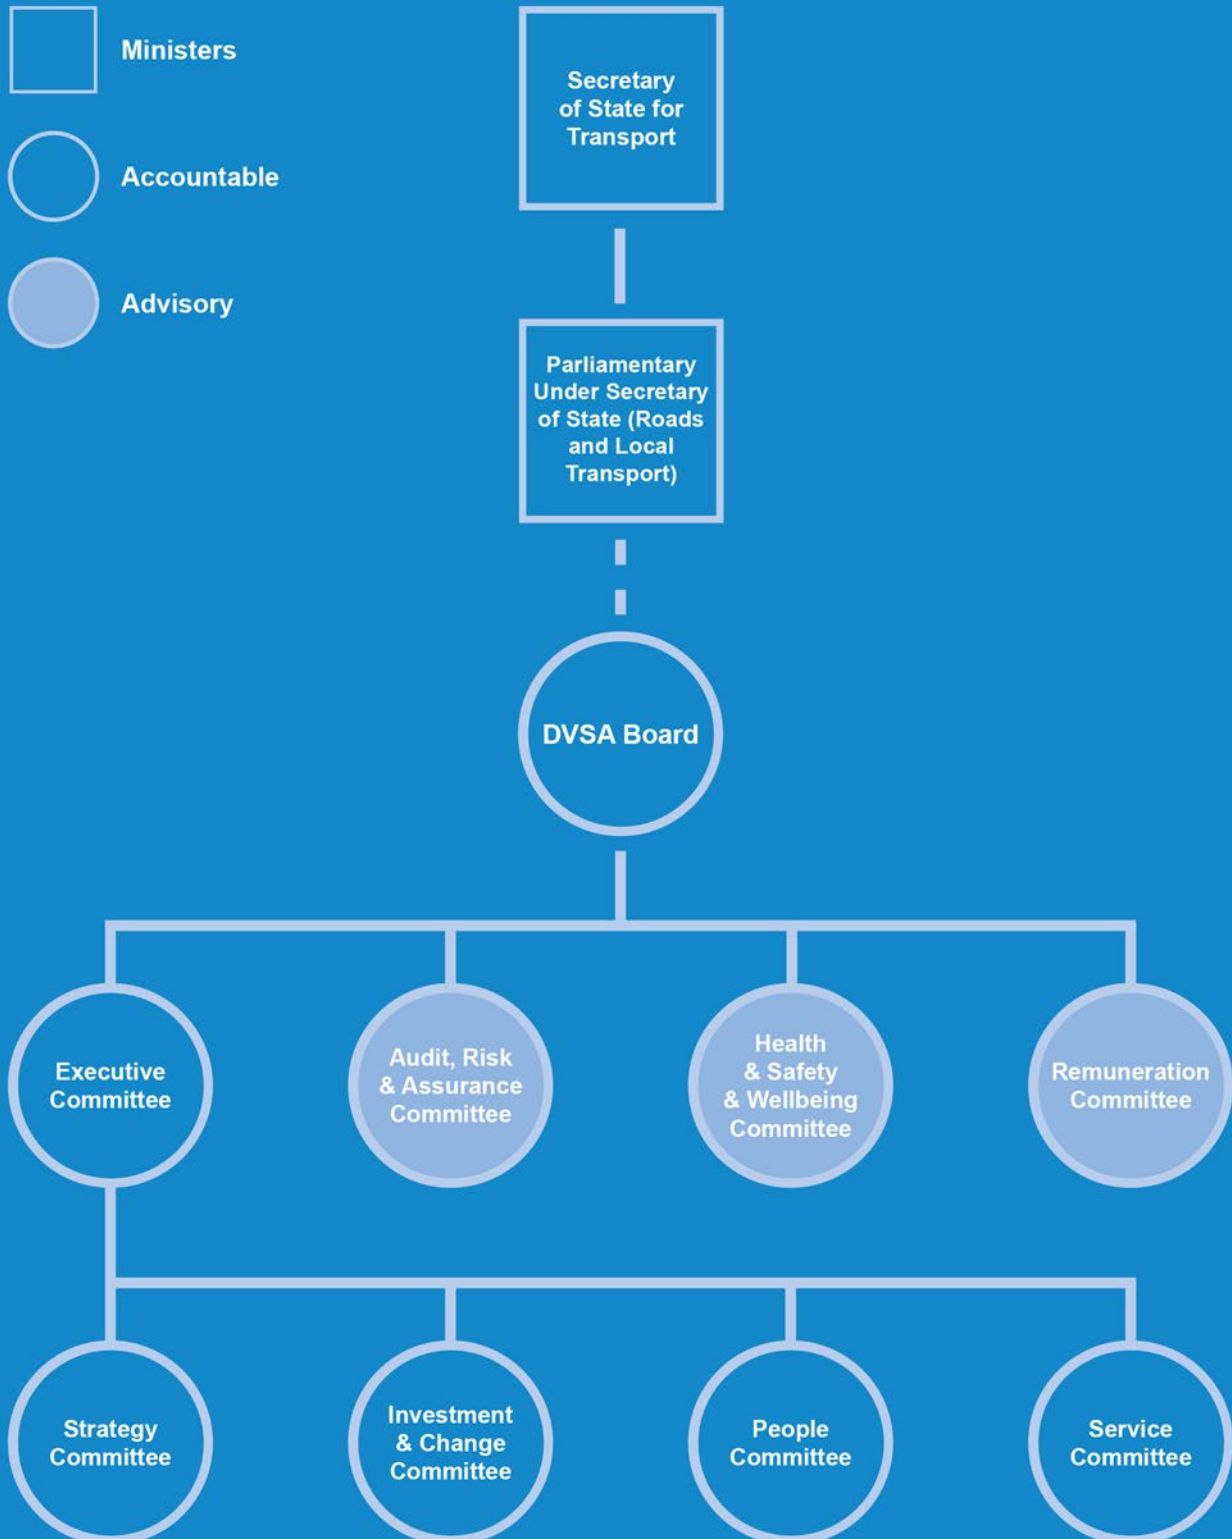 Ministers
Accountable
Advisory
Secretary
of State for
Transport
Parliamentary
Under Secretary
of State (Roads
and Local
Transport)
DVSA Board
Executive
Committee
Audit, Risk
& Assurance
Committee
Health
& Safety
& Wellbeing
Committee
Remuneration
Committee
Strategy
Committee
Investment
& Change
Committee
People
Committee
Service
Committee